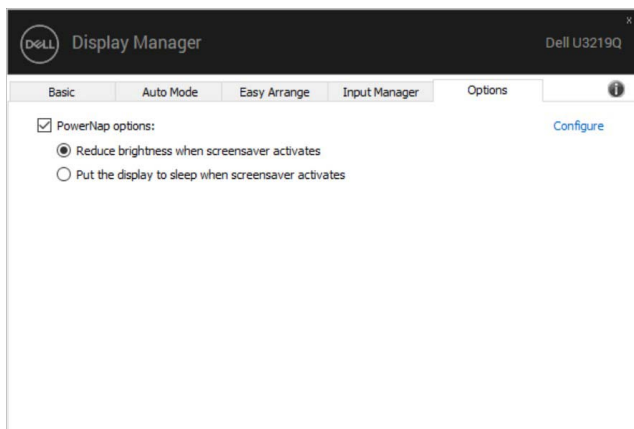 DELL Display Manager
x
Dell U3219Q
Basic Auto Mode Easy Arrange Input Manager Options i
PowerNap options: Configure
Reduce brightness when screensaver activates
Put the display to sleep when screensaver activates